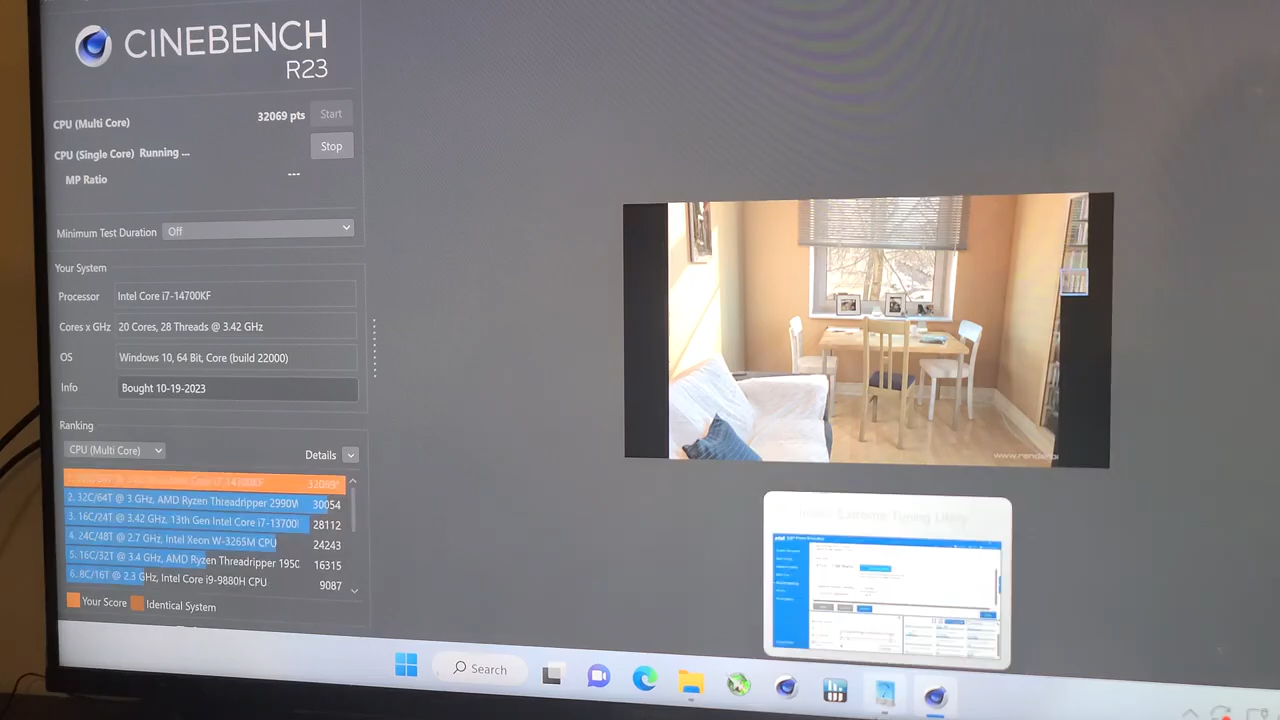 CINEBENCH
R23
CPU (Multi Core) 32069 pts Start
CPU (Single Core) Running ... Stop
MP Ratio ---
Minimum Test Duration Off
Your System
Processor Intel Core i7-14700KF
Cores x GHz 20 Cores, 28 Threads @ 3.42 GHz
OS Windows 10, 64 Bit, Core (build 22000)
Info Bought 10-19-2023
Ranking
CPU (Multi Core) Details
32069
2. 32C/64T @ 3 GHz, AMD Ryzen Threadripper 2990W 30054
3. 16C/24T @ 3.42 GHz, 13th Gen Intel Core i7-13700 28112
4. 24C/48T @ 2.7 GHz, Intel Xeon W-3265M CPU 24243
5. 16C/32T @ 3.4 GHz, AMD Ryzen Threadripper 1950 16315
6. 8C/16T @ 2.3 GHz, Intel Core i9-9880H CPU 9087
Your Score Identical System
Extreme Tuning Utility
Search